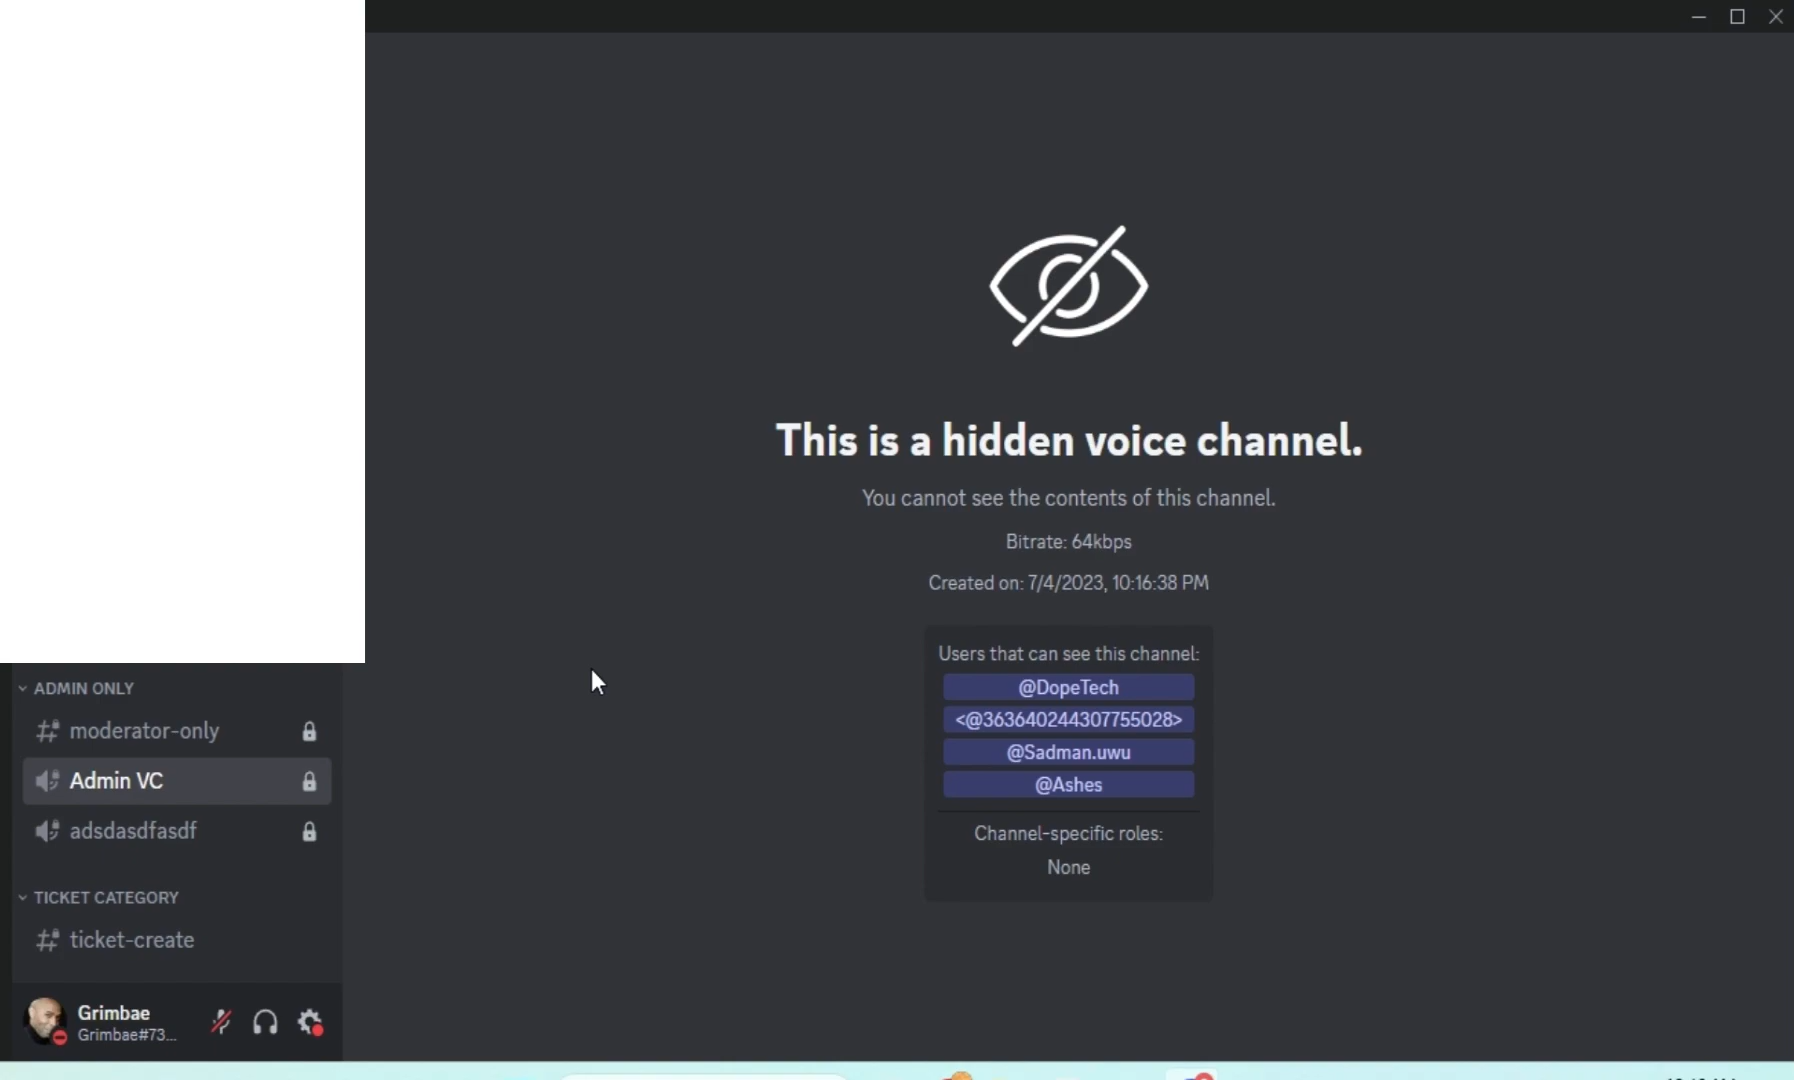 This is a hidden voice channel.
You cannot see the contents of this channel.
Bitrate: 64kbps
Created on: 7/4/2023, 10:16:38 PM
Users that can see this channel:
@DopeTech
<@363640244307755028>
@Sadman.uwu
@Ashes
Channel-specific roles:
None
ADMIN ONLY
moderator-only
Admin VC
adsdasdfasdf
TICKET CATEGORY
ticket-create
Grimbae
Grimbae#73...